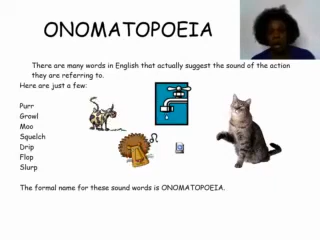 ONOMATOPOEIA
There are many words in English that actually suggest the sound of the action
they are referring to.
Here are just a few:
Purr
Growl
Moo
Squelch
Drip
Flop
Slurp
The formal name for these sound words is ONOMATOPOEIA.